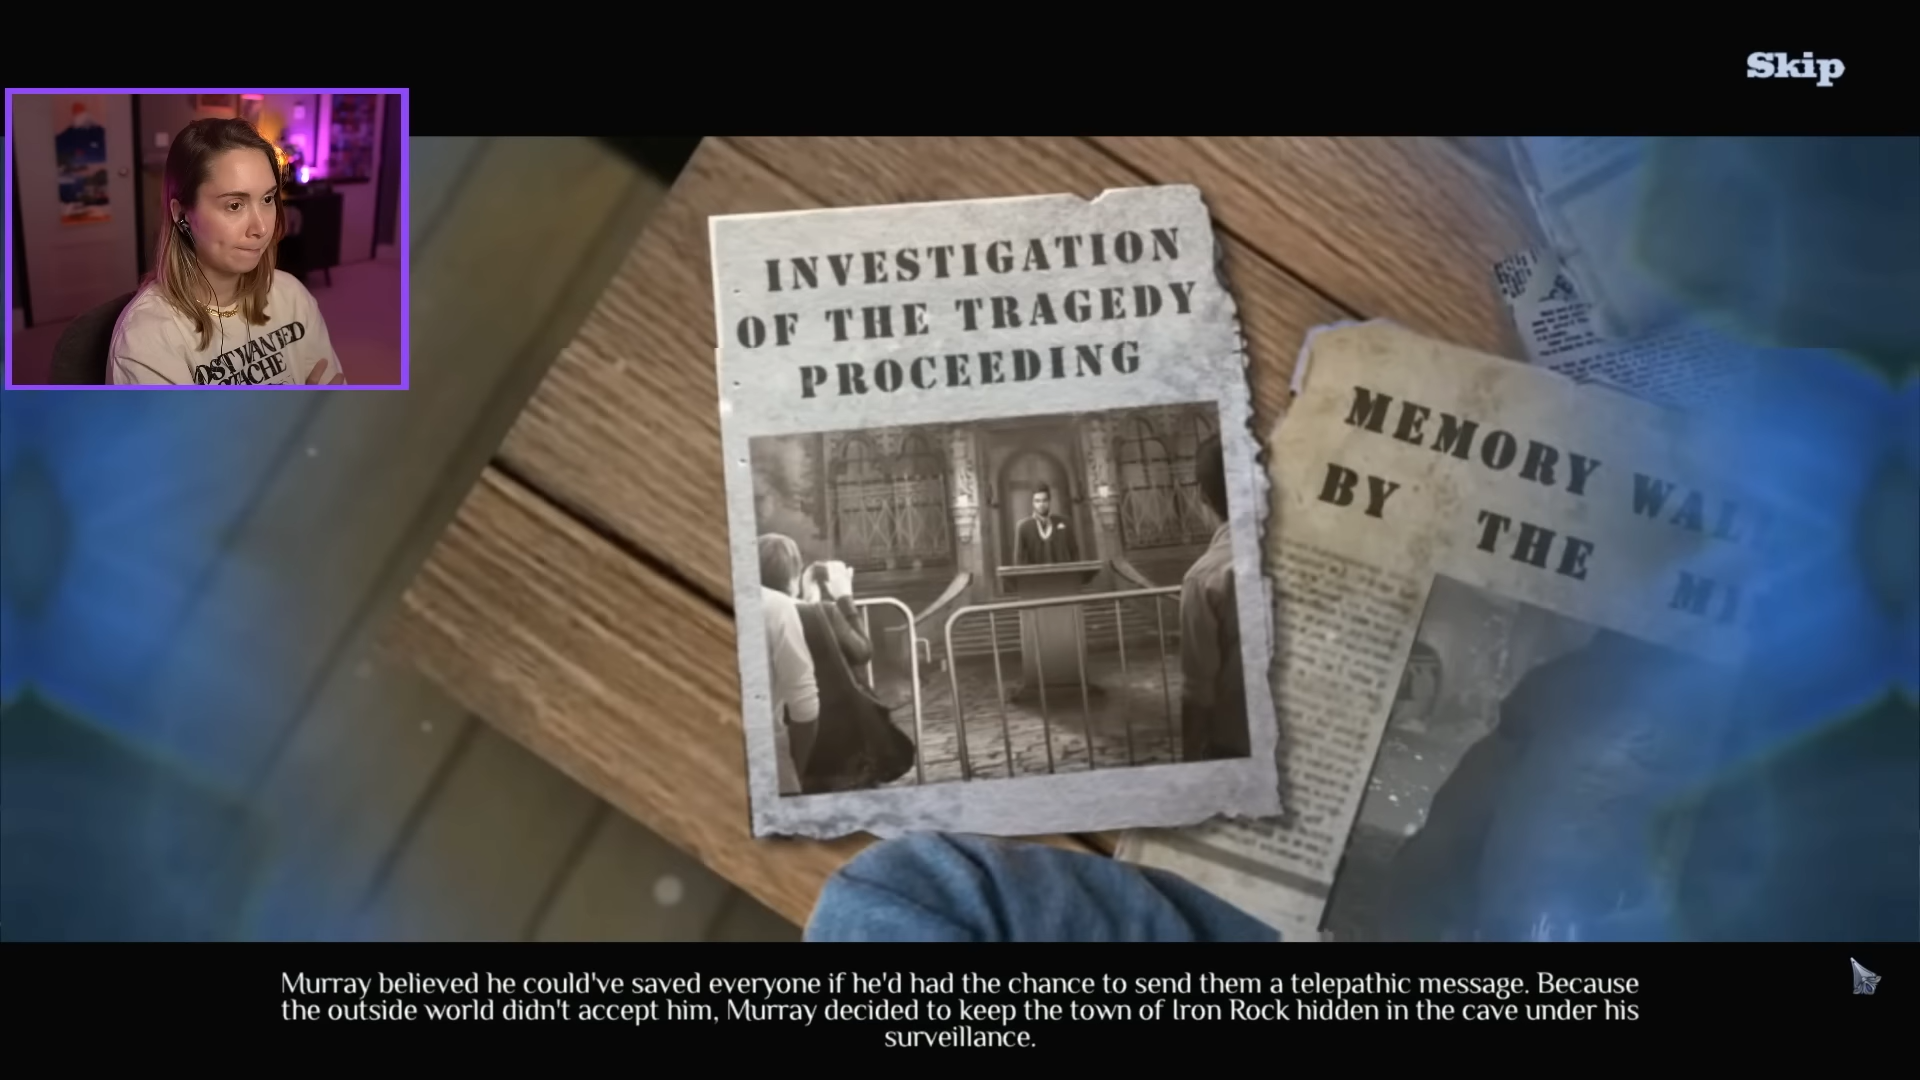 Skip
INVESTIGATION
OF THE TRAGEDY
PROCEEDING
MEMORY
BY THE
Murray believed he could've saved everyone if he'd had the chance to send them a telepathic message. Because
the outside world didn't accept him, Murray decided to keep the town of Iron Rock hidden in the cave under his
surveillance.